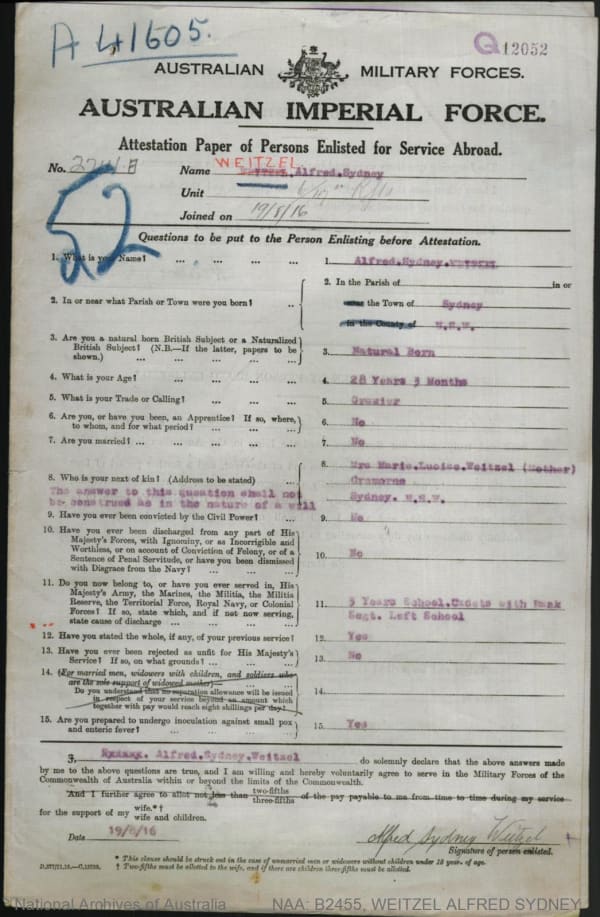 A 41605.
Q 12052
AUSTRALIAN MILITARY FORCES.
AUSTRALIAN IMPERIAL FORCE.
Attestation Paper of Persons Enlisted for Service Abroad.
No. Name WEITZEL Alfred.Sydney
Unit
Joined on 19/8/16
52
Questions to be put to the Person Enlisting before Attestation.
1. What is your Name? ... ... ... ... 1. Alfred.Sydney.
2. In or near what Parish or Town were you born? .. 2. In the Parish of in or
near the Town of Sydney
in the County of N.S.W.
3. Are you a natural born British Subject or a Naturalized
British Subject? (N.B.—If the latter, papers to be
shown.) ... ... ... ... 3. Natural Born
4. What is your Age? ... ... ... ... 4. 28 Years 3 Months
5. What is your Trade or Calling? ... ... ... 5. Grazier
6. Are you, or have you been, an Apprentice? If so, where,
to whom, and for what period? ... ... ... 6. No
7. Are you married? ... ... ... ... ... 7. No
8. Who is your next of kin? (Address to be stated) ... 8. Mrs Marie.Louise.Weitzel (Mother)
Cremorne
Sydney. N.S.W.
The answer to this question shall not
be construed as in the nature of a will
9. Have you ever been convicted by the Civil Power? ... 9. No
10. Have you ever been discharged from any part of His
Majesty's Forces, with Ignominy, or as Incorrigible and
Worthless, or on account of Conviction of Felony, or of a
Sentence of Penal Servitude, or have you been dismissed
with Disgrace from the Navy? ... ... ... 10. No
11. Do you now belong to, or have you ever served in, His
Majesty's Army, the Marines, the Militia, the Militia
Reserve, the Territorial Force, Royal Navy, or Colonial
Forces? If so, state which, and if not now serving,
state cause of discharge ... ... ... 11. 3 Years School.Cadets with Rank
Segt. Left School
12. Have you stated the whole, if any, of your previous service? 12. Yes
13. Have you ever been rejected as unfit for His Majesty's
Service? If so, on what grounds? ... ... ... 13. No
14. (For married men, widowers with children, and soldiers who
are the sole support of widowed mother)—
Do you understand that no separation allowance will be issued
in respect of your service beyond an amount which
together with pay would reach eight shillings per day? 14.
15. Are you prepared to undergo inoculation against small pox
and enteric fever? ... ... ... ... 15. Yes
I, Alfred.Sydney.Weitzel do solemnly declare that the above answers made
by me to the above questions are true, and I am willing and hereby voluntarily agree to serve in the Military Forces of the
Commonwealth of Australia within or beyond the limits of the Commonwealth.
And I further agree to allot not less than two-fifths three-fifths of the pay payable to me from time to time during my service
for the support of my wife.*† wife and children.
Date 19/8/16 Alfred Sydney Weitzel
Signature of person enlisted.
* This clause should be struck out in the case of unmarried men or widowers without children under 18 years of age.
† Two-fifths must be allotted to the wife, and if there are children three-fifths must be allotted.
National Archives of Australia NAA: B2455, WEITZEL ALFRED SYDNEY